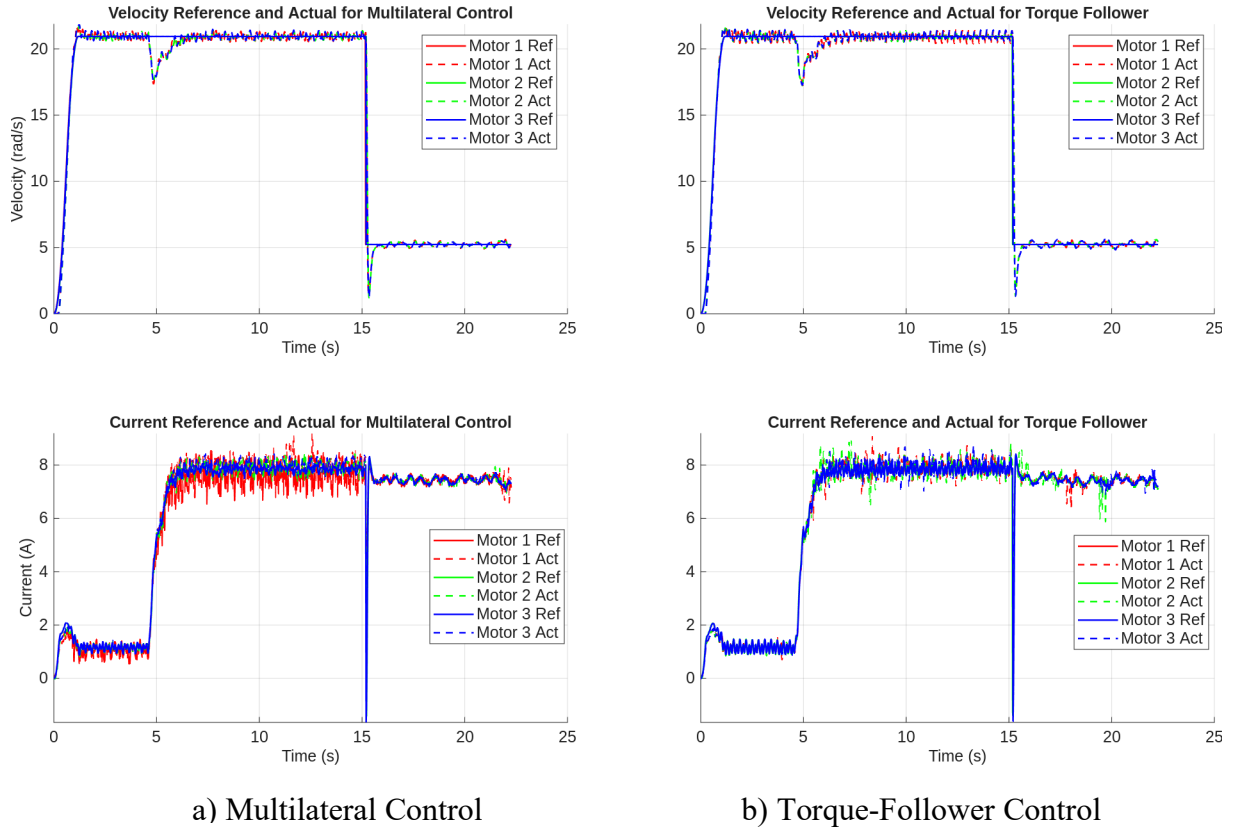 Velocity Reference and Actual for Multilateral Control
Velocity (rad/s)
20
15
10
5
0
0 5 10 15 20 25
Time (s)
Motor 1 Ref
Motor 1 Act
Motor 2 Ref
Motor 2 Act
Motor 3 Ref
Motor 3 Act
Velocity Reference and Actual for Torque Follower
20
15
10
5
0
0 5 10 15 20 25
Time (s)
Motor 1 Ref
Motor 1 Act
Motor 2 Ref
Motor 2 Act
Motor 3 Ref
Motor 3 Act
Current Reference and Actual for Multilateral Control
Current (A)
8
6
4
2
0
0 5 10 15 20 25
Time (s)
Motor 1 Ref
Motor 1 Act
Motor 2 Ref
Motor 2 Act
Motor 3 Ref
Motor 3 Act
Current Reference and Actual for Torque Follower
8
6
4
2
0
0 5 10 15 20 25
Time (s)
Motor 1 Ref
Motor 1 Act
Motor 2 Ref
Motor 2 Act
Motor 3 Ref
Motor 3 Act
a) Multilateral Control
b) Torque-Follower Control